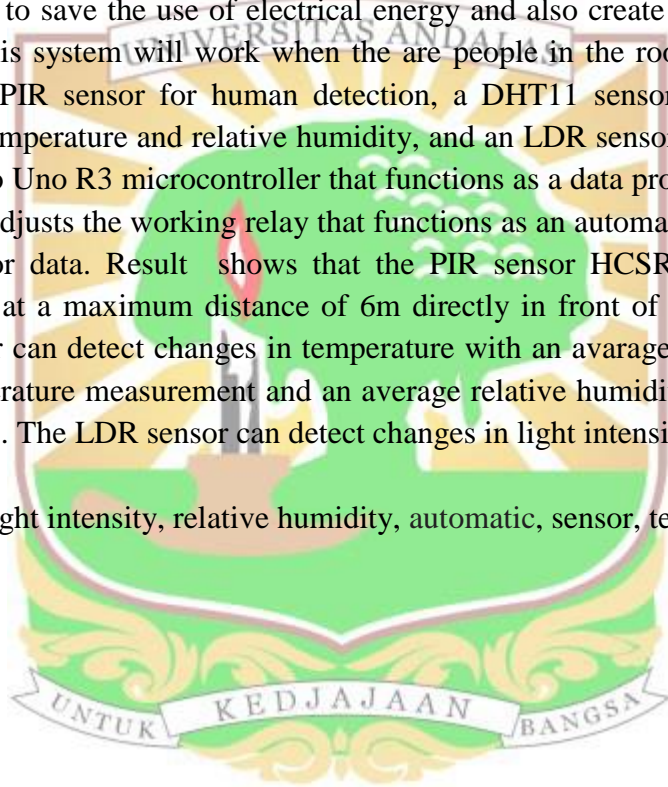 to save the use of electrical energy and also create
is system will work when the are people in the roo
PIR sensor for human detection, a DHT11 sensor
mperature and relative humidity, and an LDR sensor
o Uno R3 microcontroller that functions as a data pro
djusts the working relay that functions as an automa
or data. Result shows that the PIR sensor HCSR
at a maximum distance of 6m directly in front of
r can detect changes in temperature with an avarage
rature measurement and an average relative humidi
. The LDR sensor can detect changes in light intensi
ght intensity, relative humidity, automatic, sensor, te
UNIVERSITAS ANDALAS
UNTUK KEDJAJAAN BANGSA